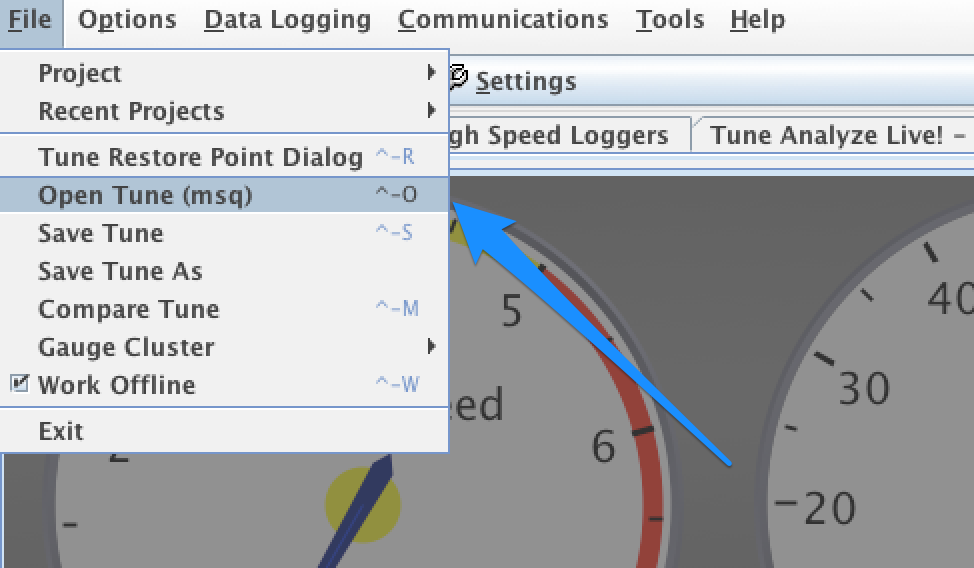 File Options Data Logging Communications Tools Help
Project
Settings
Recent Projects
gh Speed Loggers Tune Analyze Live! -
Tune Restore Point Dialog ^-R
Open Tune (msq) ^-O
Save Tune ^-S
Save Tune As
Compare Tune ^-M
Gauge Cluster
Work Offline ^-W
Exit
5
eed
6
2
40
30
20